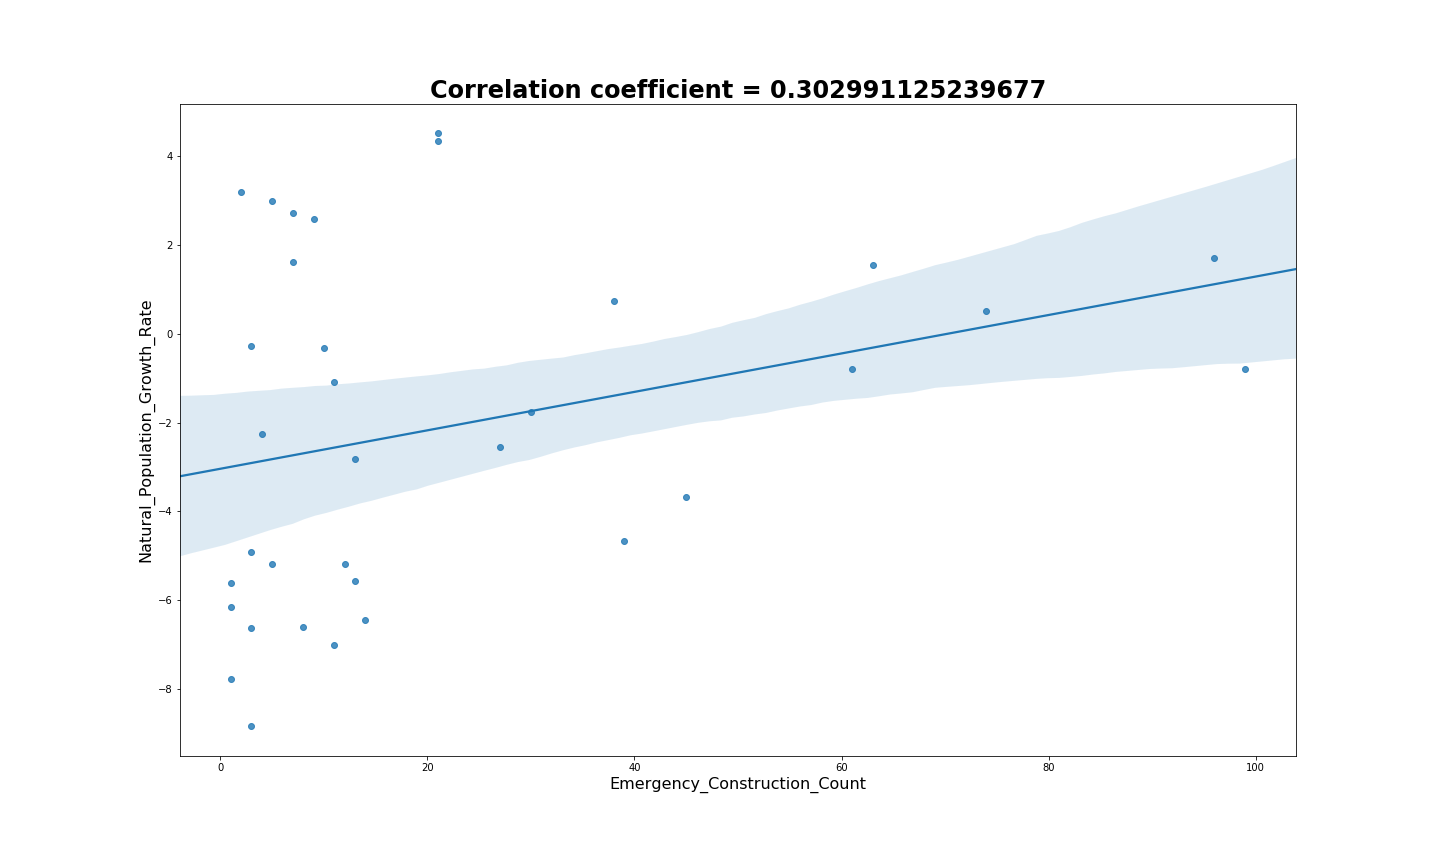 Correlation coefficient = 0.302991125239677
Natural_Population_Growth_Rate
4
2
0
−2
−4
−6
−8
0 20 40 60 80 100
Emergency_Construction_Count